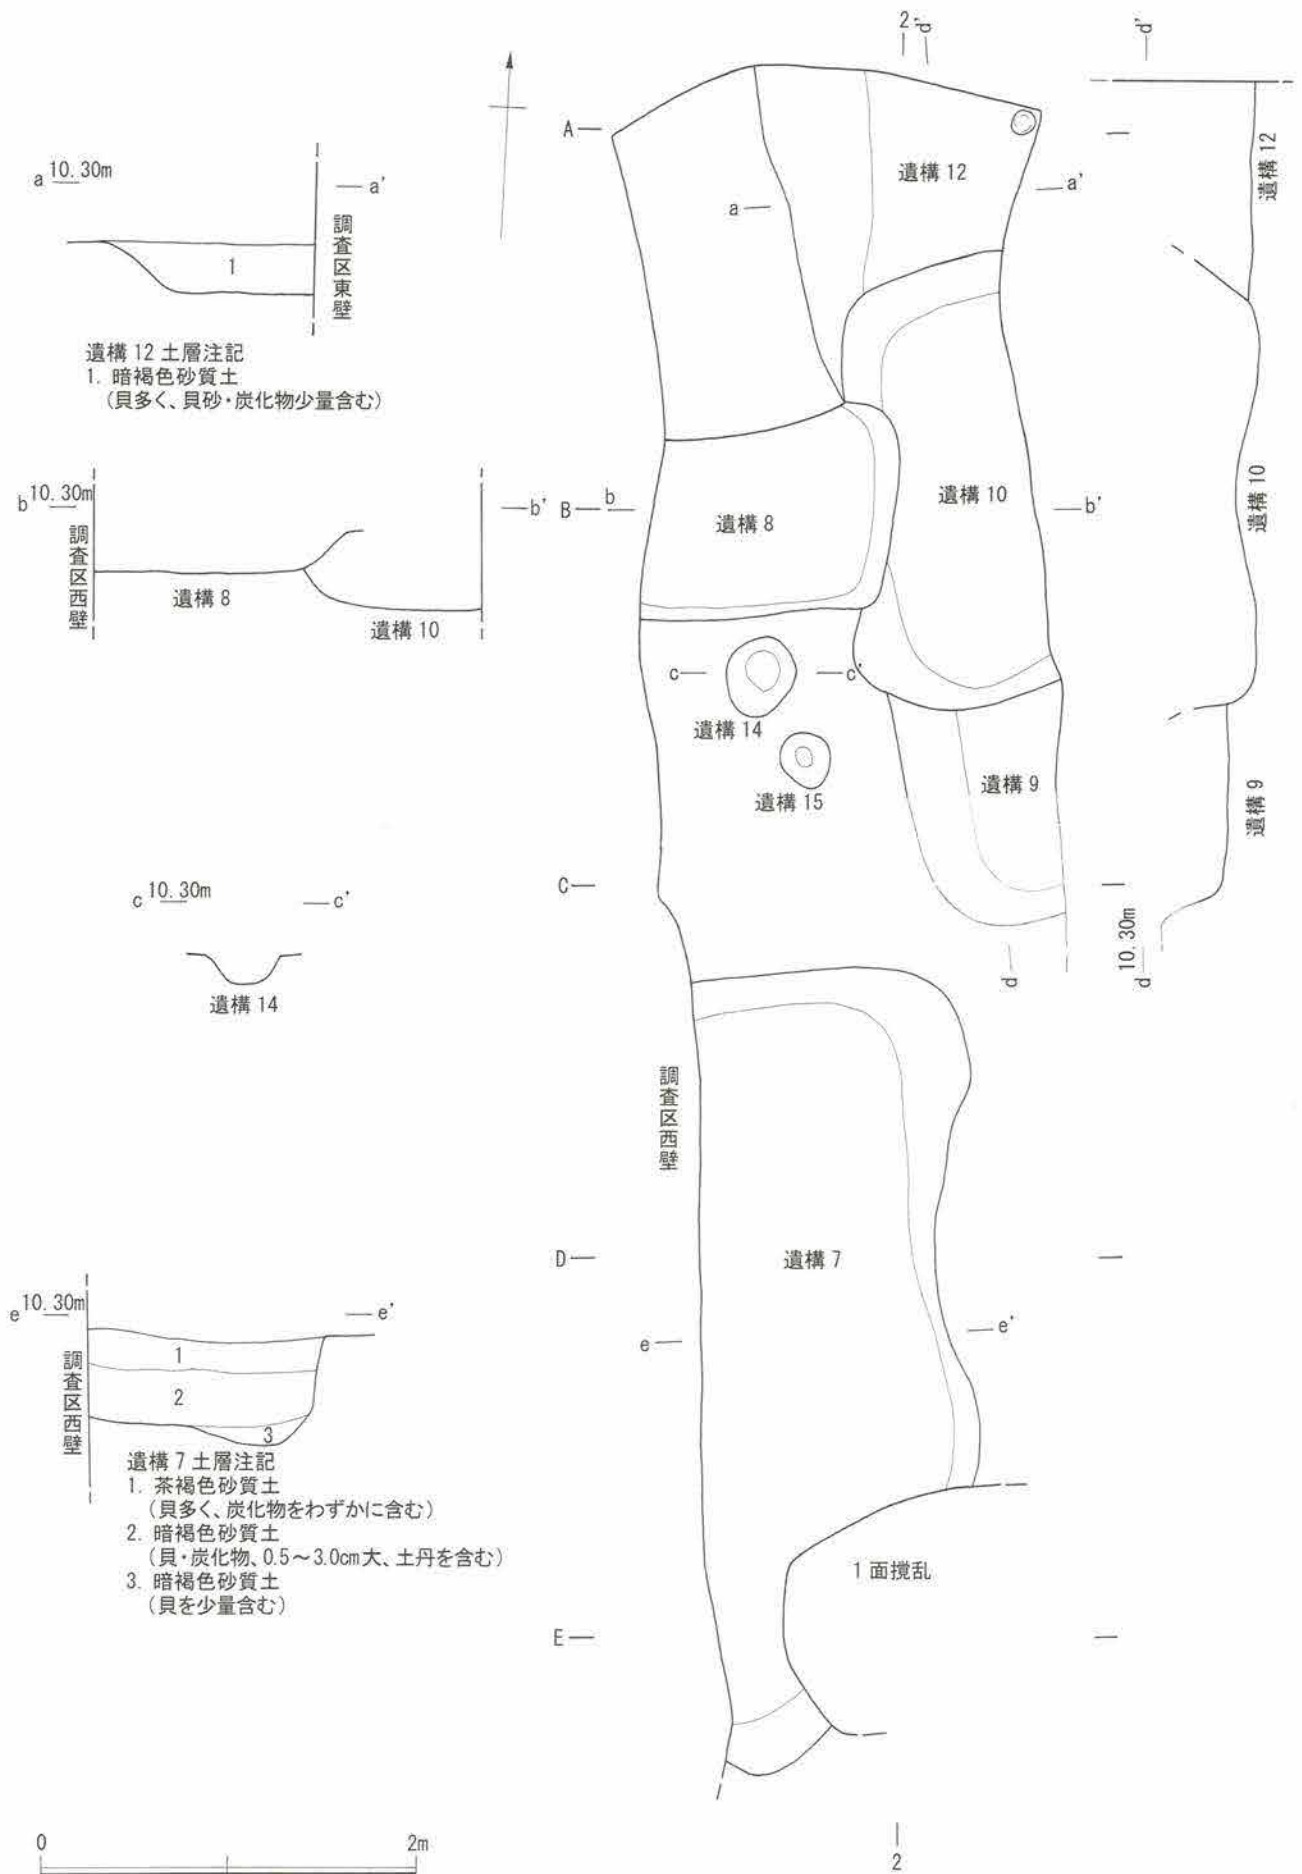 a 10.30m
a'
調査区東壁
1
遺構 12 土層注記
1. 暗褐色砂質土
(貝多く、貝砂・炭化物少量含む)
b 10.30m
b'
調査区西壁
遺構 8
遺構 10
c 10.30m
c'
遺構 14
e 10.30m
e'
調査区西壁
1
2
3
遺構 7 土層注記
1. 茶褐色砂質土
(貝多く、炭化物をわずかに含む)
2. 暗褐色砂質土
(貝・炭化物、0.5～3.0cm大、土丹を含む)
3. 暗褐色砂質土
(貝を少量含む)
0
2m
2
d'
A
遺構 12
a
a'
B
b
遺構 8
遺構 10
b'
c
c'
遺構 14
遺構 15
遺構 9
C
d
調査区西壁
D
遺構 7
e
e'
1 面撹乱
E
2
d'
遺構 12
遺構 10
遺構 9
10.30m
d